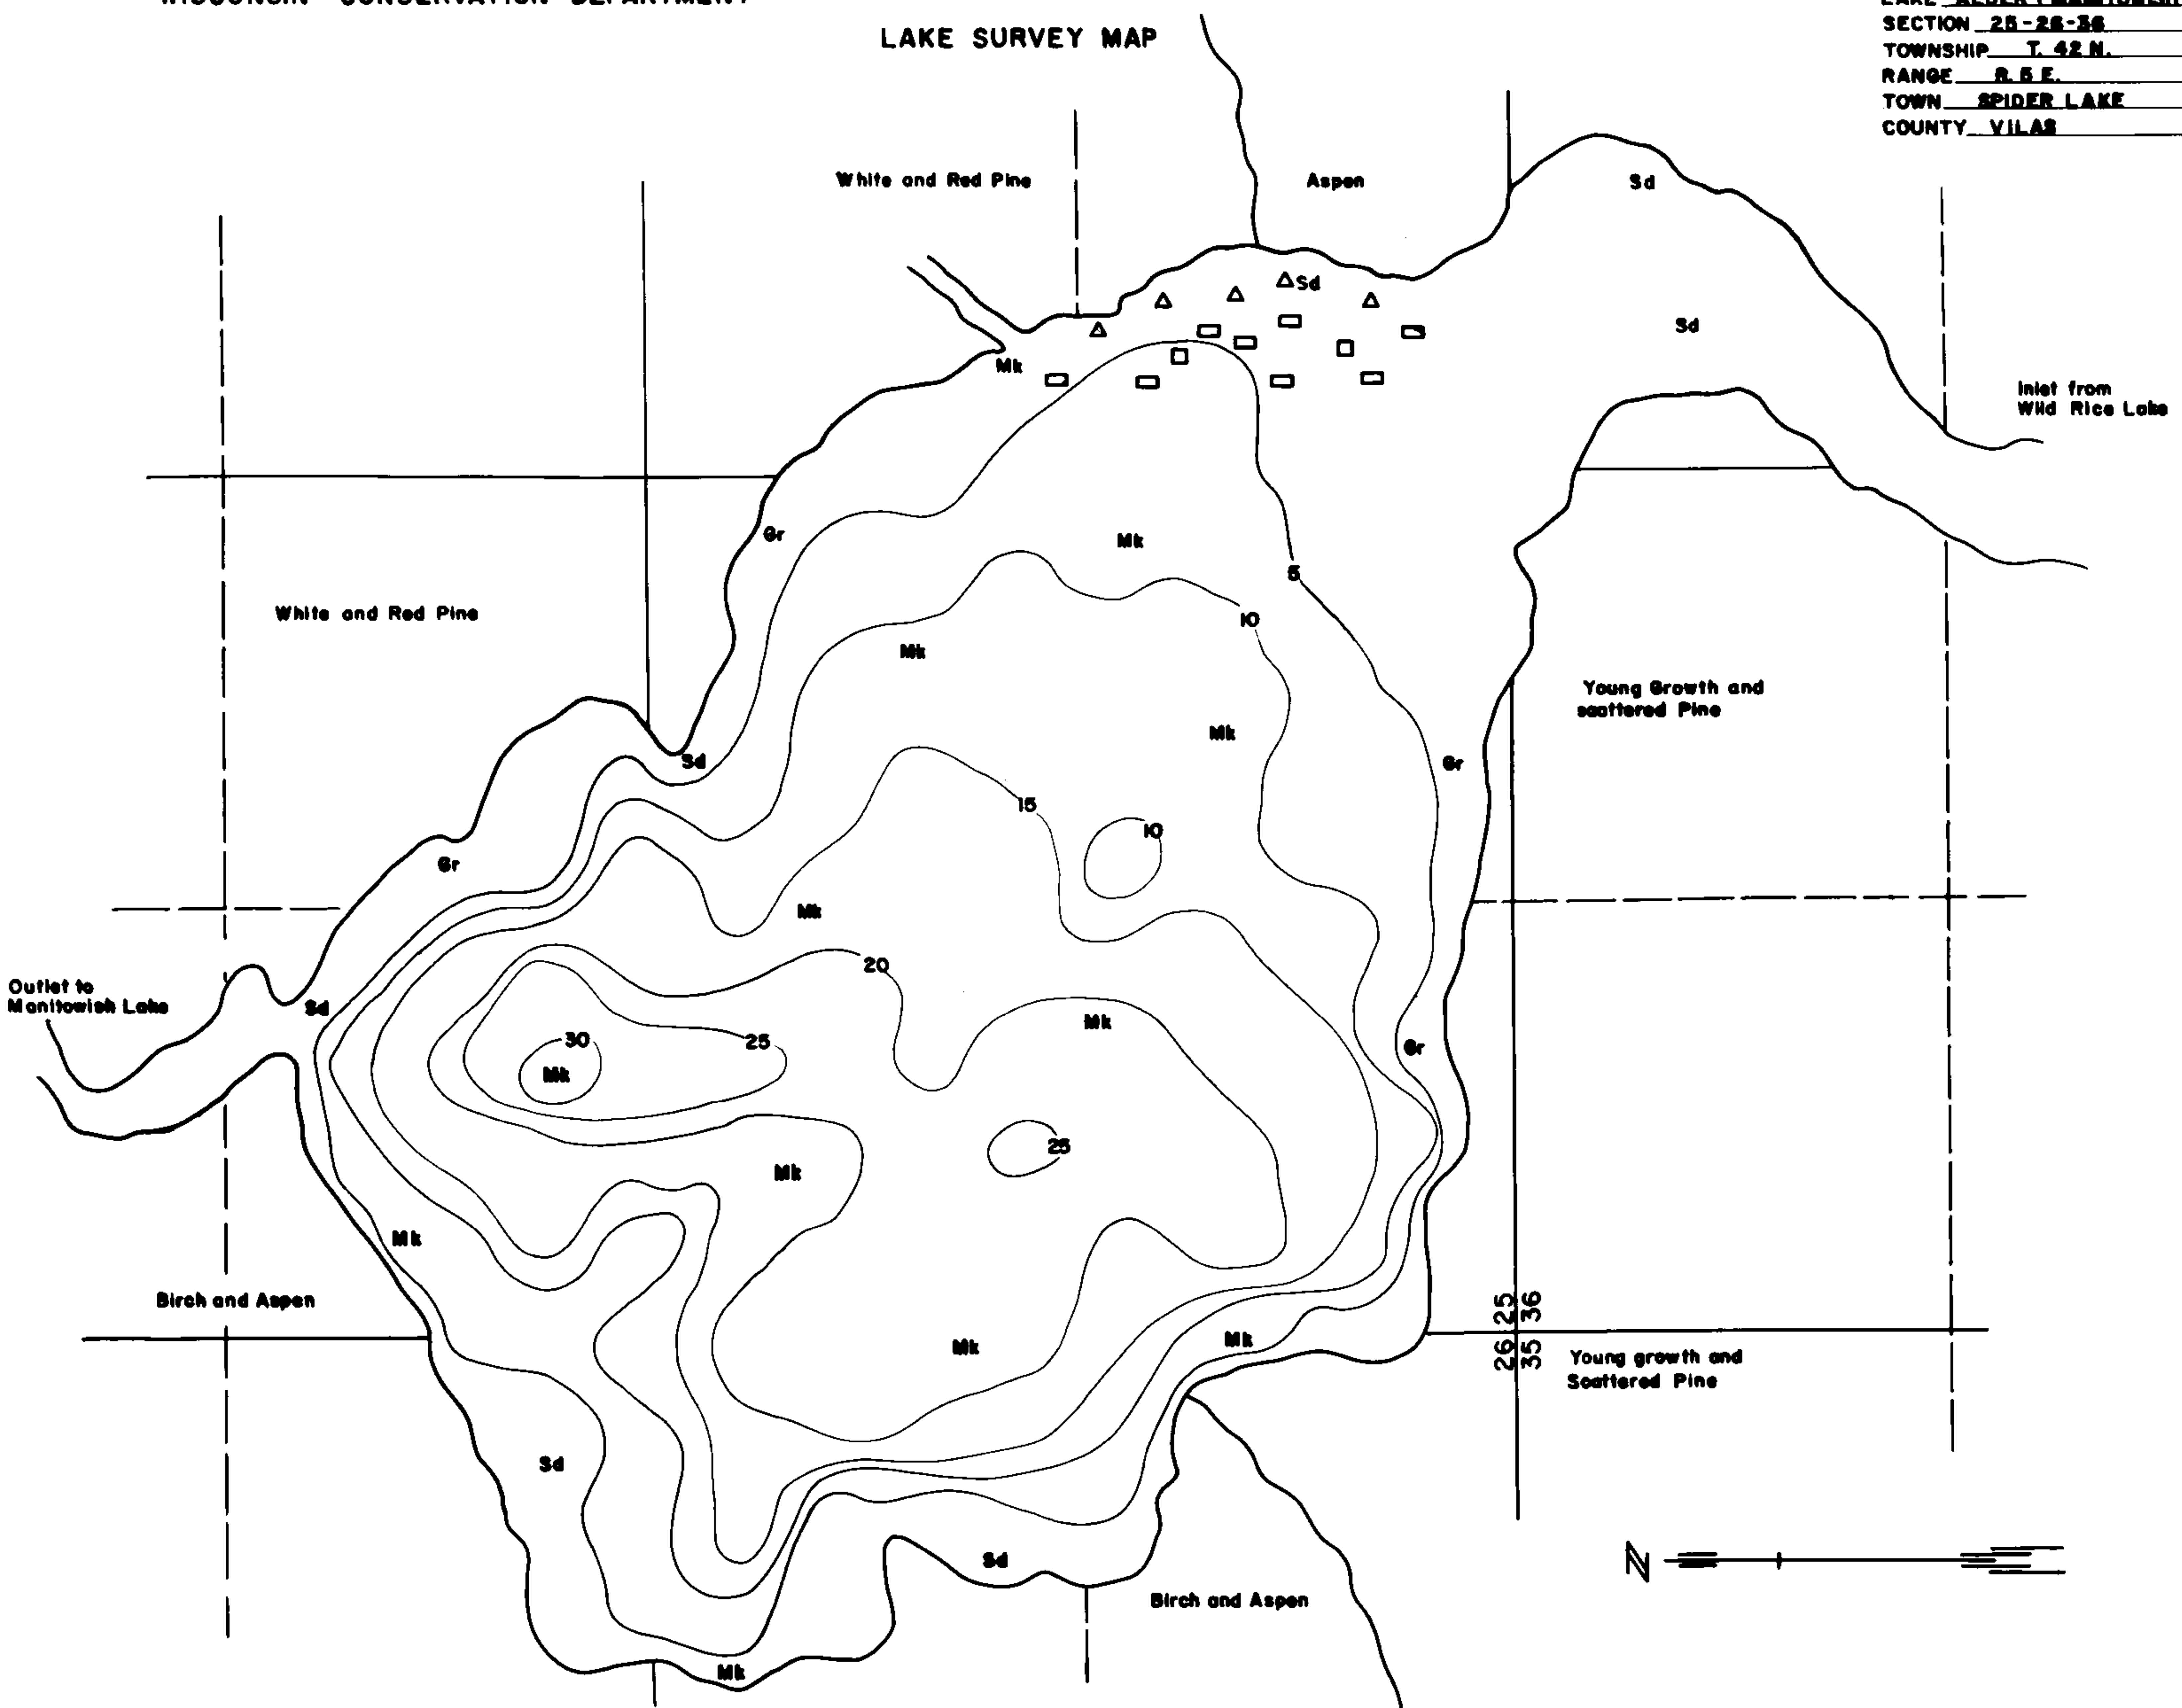 LAKE SURVEY MAP
SECTION 25-26-36
TOWNSHIP T. 42 N.
RANGE R. 5 E.
TOWN SPIDER LAKE
COUNTY VILAS
White and Red Pine
Aspen
Sd
Sd
Sd
Mk
Inlet from
Wild Rice Lake
Gr
Mk
5
White and Red Pine
10
Mk
Mk
Young Growth and
scattered Pine
Sd
Gr
15
10
Gr
Mk
20
Outlet to
Manitowish Lake
Sd
Mk
30
25
Gr
Mk
25
Mk
Mk
Birch and Aspen
Mk
Mk
25 36
26 35
Young growth and
Scattered Pine
Sd
Sd
N
Birch and Aspen
Mk